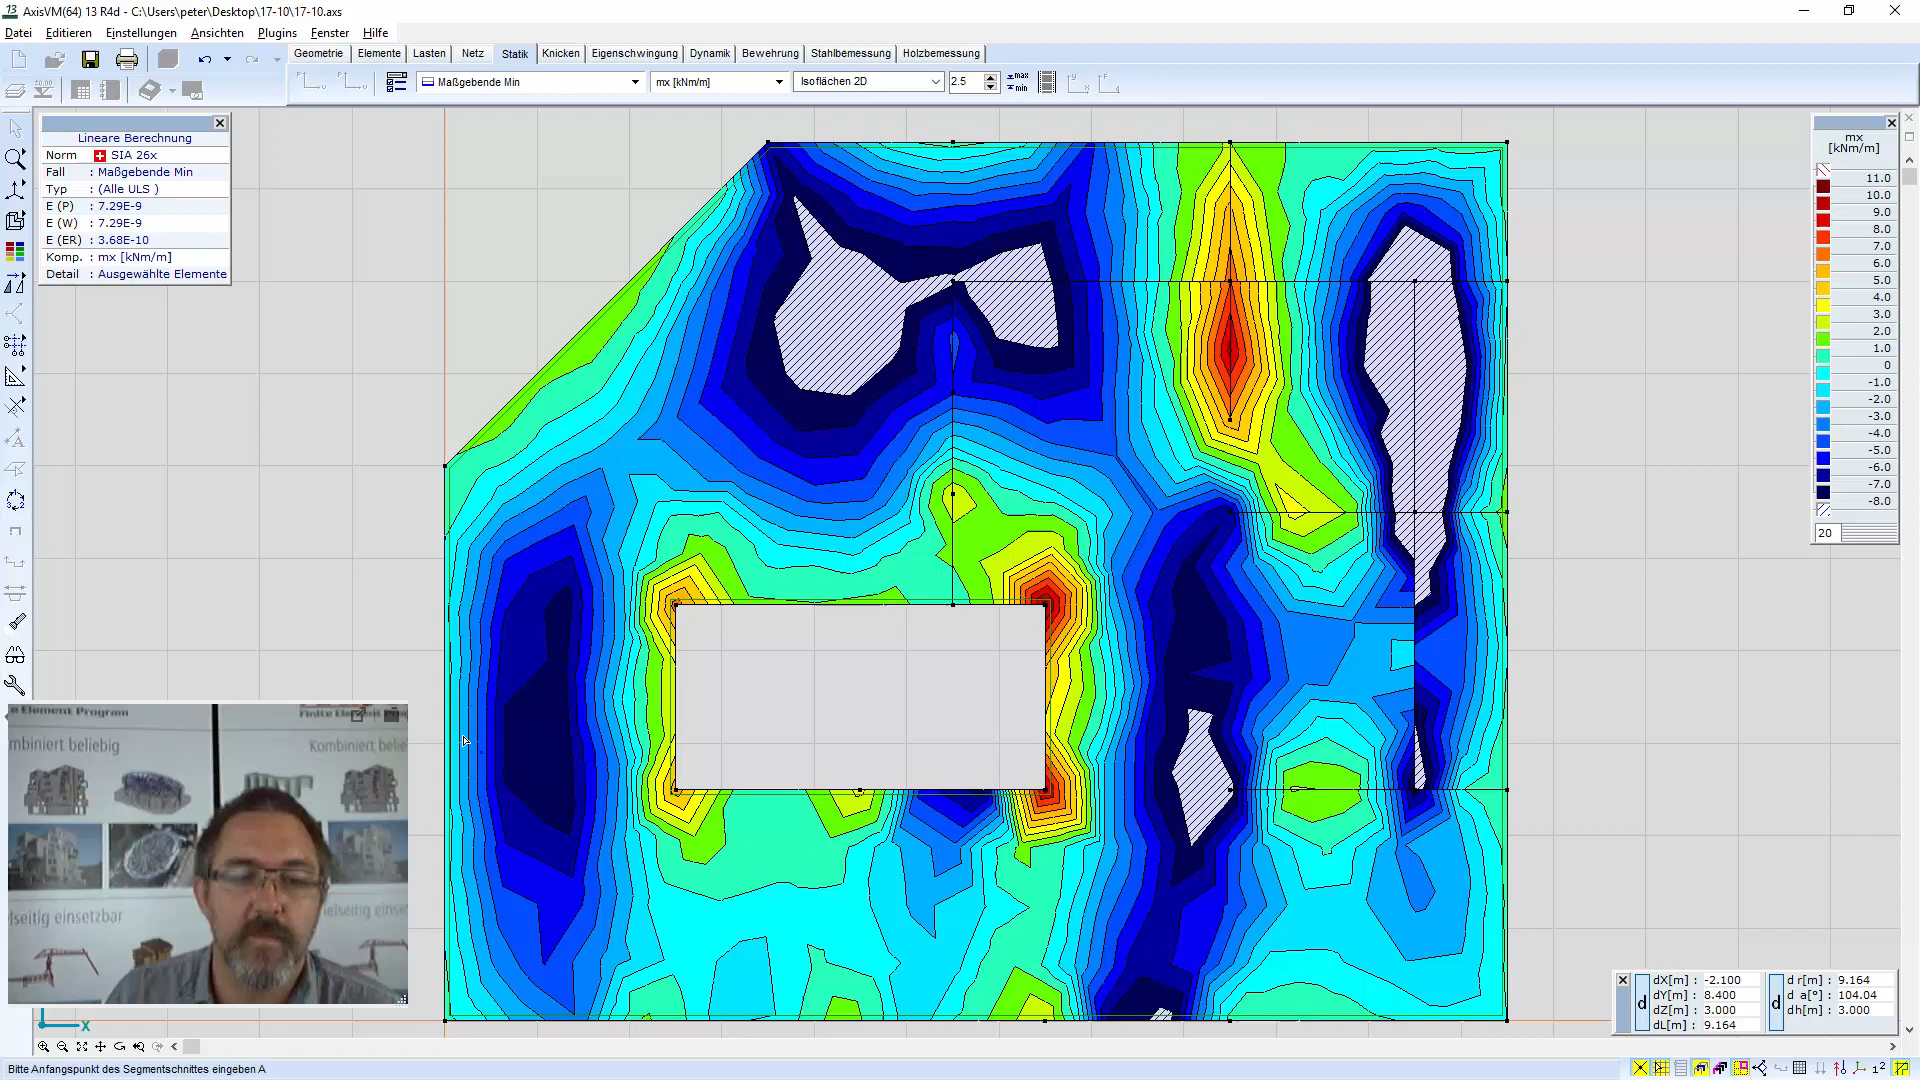 AxisVM(64) 13 R4d - C:\Users\peter\Desktop\17-10\17-10.axs
Datei Editieren Einstellungen Ansichten Plugins Fenster Hilfe
Geometrie Elemente Lasten Netz Statik Knicken Eigenschwingung Dynamik Bewehrung Stahlbemessung Holzbemessung
Maßgebende Min mx [kNm/m] Isoflächen 2D 2.5 max min
Lineare Berechnung
Norm SIA 26x
Fall : Maßgebende Min
Typ : (Alle ULS )
E (P) : 7.29E-9
E (W) : 7.29E-9
E (ER) : 3.68E-10
Komp. : mx [kNm/m]
Detail : Ausgewählte Elemente
mx
[kNm/m]
11.0
10.0
9.0
8.0
7.0
6.0
5.0
4.0
3.0
2.0
1.0
0
-1.0
-2.0
-3.0
-4.0
-5.0
-6.0
-7.0
-8.0
20
e Element Program
mbiniert beliebig
Kombiniert belie
elseitig einsetzbar
ielseitig eins
X
dX[m] : -2.100
dY[m] : 8.400
dZ[m] : 3.000
dL[m] : 9.164
d
d r[m] : 9.164
d a[°] : 104.04
dh[m] : 3.000
d
Bitte Anfangspunkt des Segmentschnittes eingeben A